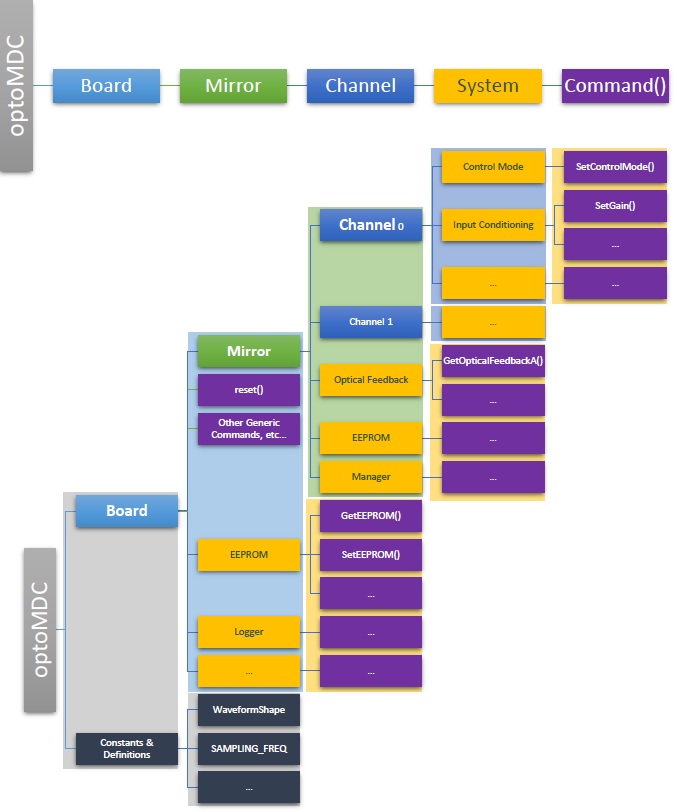 optoMDC
Board
Mirror
Channel
System
Command()
Control Mode
SetControlMode()
SetGain()
Channel 0
Input Conditioning
...
...
...
Channel 1
...
Mirror
GetOpticalFeedbackA()
reset()
Optical Feedback
...
Other Generic
Commands, etc...
EEPROM
...
Manager
...
Board
GetEEPROM()
EEPROM
SetEEPROM()
...
optoMDC
Logger
...
...
...
WaveformShape
Constants &
Definitions
SAMPLING_FREQ
...